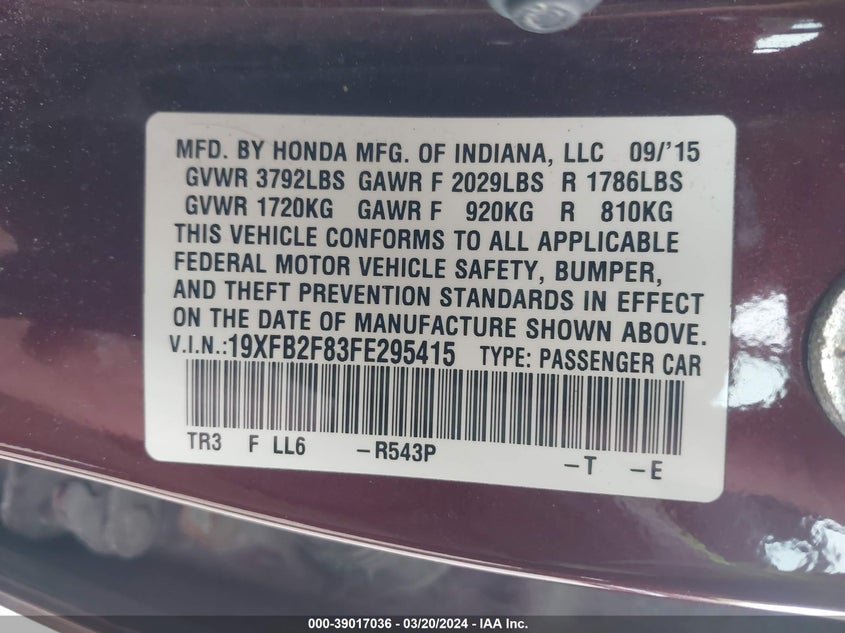 MFD. BY HONDA MFG. OF INDIANA, LLC 09/'15
GVWR 3792LBS GAWR F 2029LBS R 1786LBS
GVWR 1720KG GAWR F 920KG R 810KG
THIS VEHICLE CONFORMS TO ALL APPLICABLE
FEDERAL MOTOR VEHICLE SAFETY, BUMPER,
AND THEFT PREVENTION STANDARDS IN EFFECT
ON THE DATE OF MANUFACTURE SHOWN ABOVE.
V.I.N.:19XFB2F83FE295415 TYPE: PASSENGER CAR
TR3 F LL6 –R543P –T –E
000-39017036 - 03/20/2024 - IAA Inc.